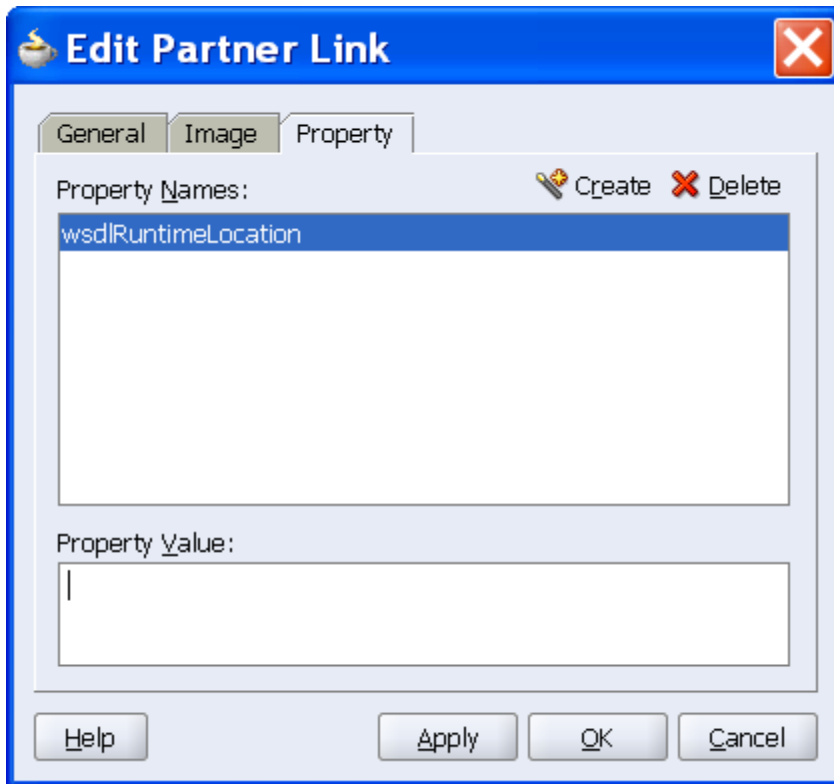 Edit Partner Link
General Image Property
Property Names: Create Delete
wsdlRuntimeLocation
Property Value:
Help Apply OK Cancel